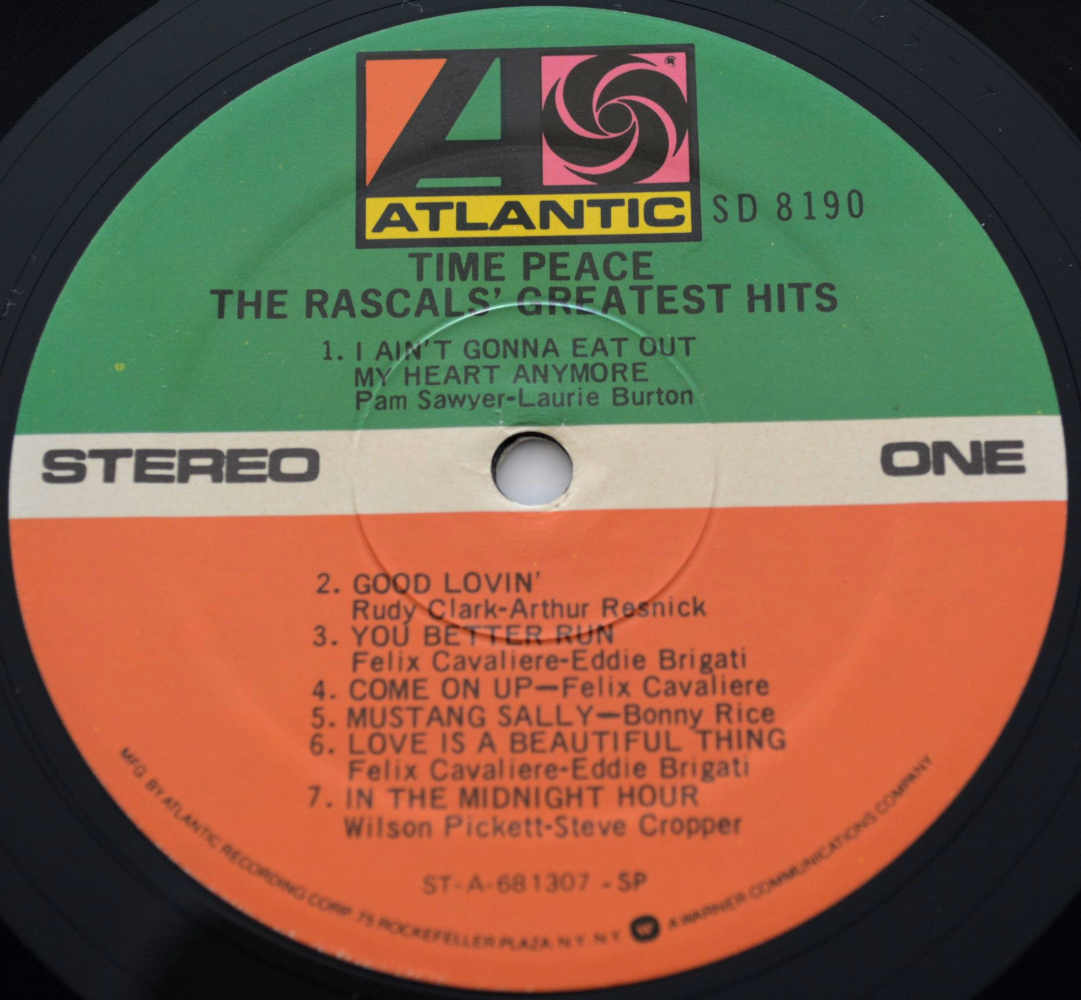 ATLANTIC
SD 8190
TIME PEACE
THE RASCALS' GREATEST HITS
1. I AIN'T GONNA EAT OUT
MY HEART ANYMORE
Pam Sawyer-Laurie Burton
STEREO
ONE
2. GOOD LOVIN'
Rudy Clark-Arthur Resnick
3. YOU BETTER RUN
Felix Cavaliere-Eddie Brigati
4. COME ON UP—Felix Cavaliere
5. MUSTANG SALLY—Bonny Rice
6. LOVE IS A BEAUTIFUL THING
Felix Cavaliere-Eddie Brigati
7. IN THE MIDNIGHT HOUR
Wilson Pickett-Steve Cropper
ST-A-681307 -SP
MFG. BY ATLANTIC RECORDING CORP. 75 ROCKEFELLER PLAZA, N.Y. N.Y. A WARNER COMMUNICATIONS COMPANY